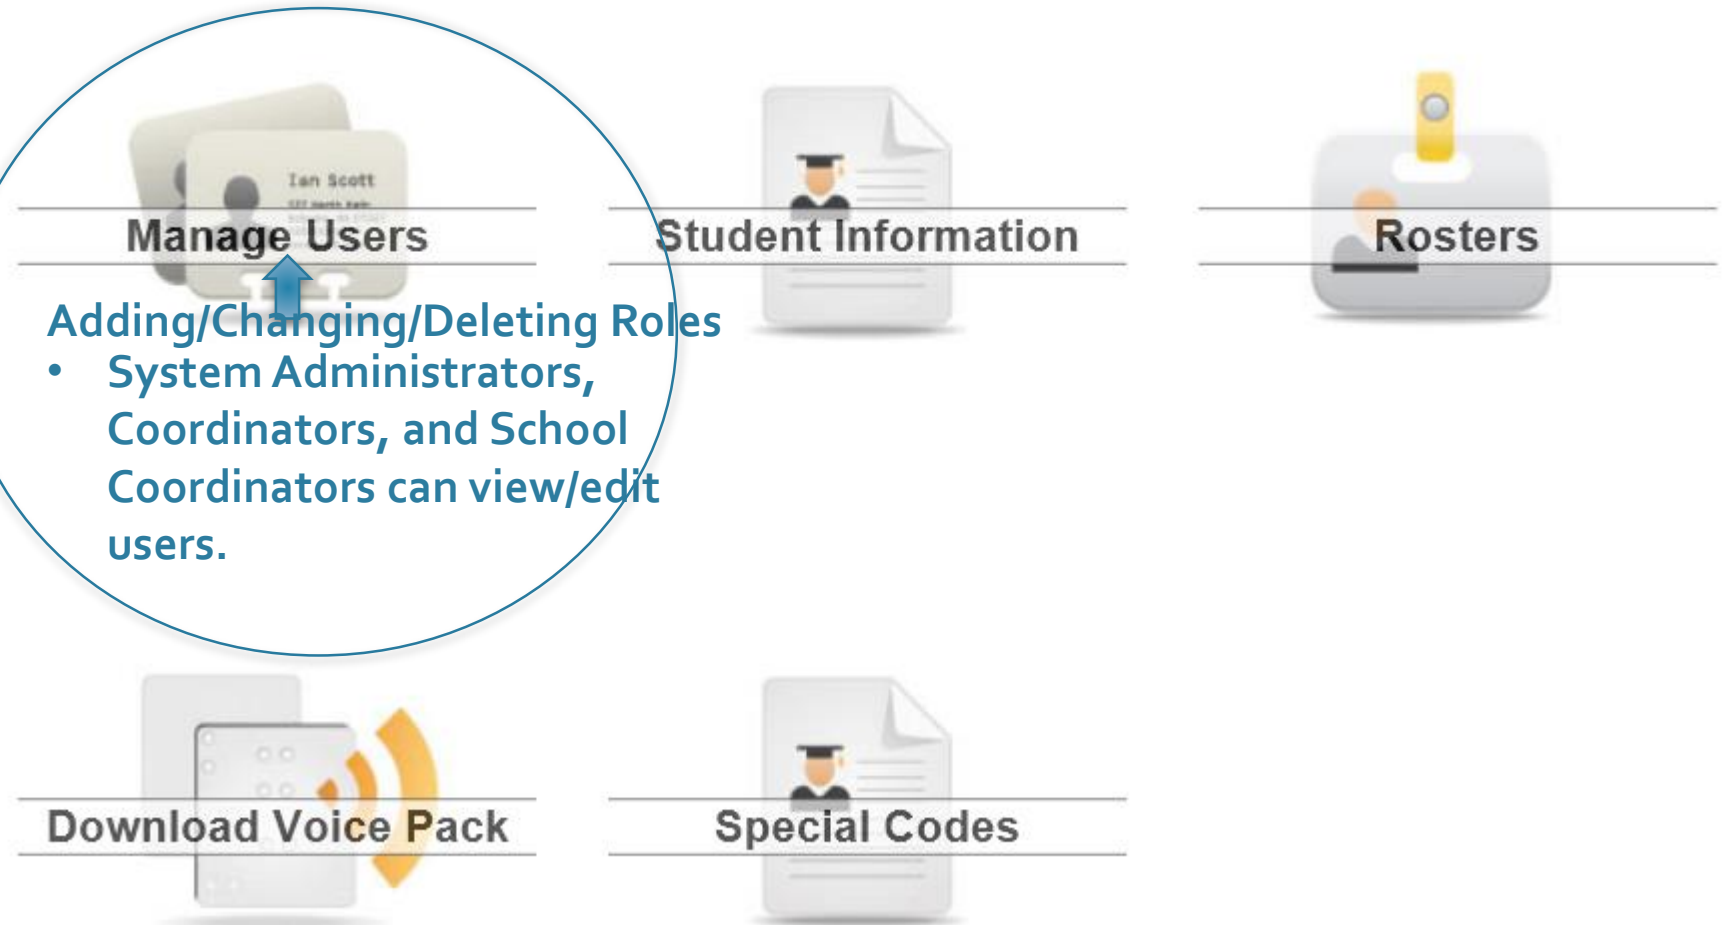 Ian Scott
Manage Users
Student Information
Rosters
Adding/Changing/Deleting Roles
• System Administrators,
Coordinators, and School
Coordinators can view/edit
users.
Download Voice Pack
Special Codes